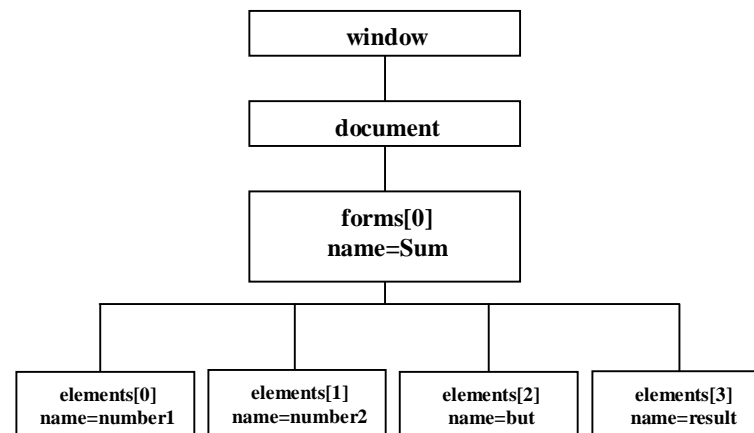 window
document
forms[0]
name=Sum
elements[0]
name=number1
elements[1]
name=number2
elements[2]
name=but
elements[3]
name=result